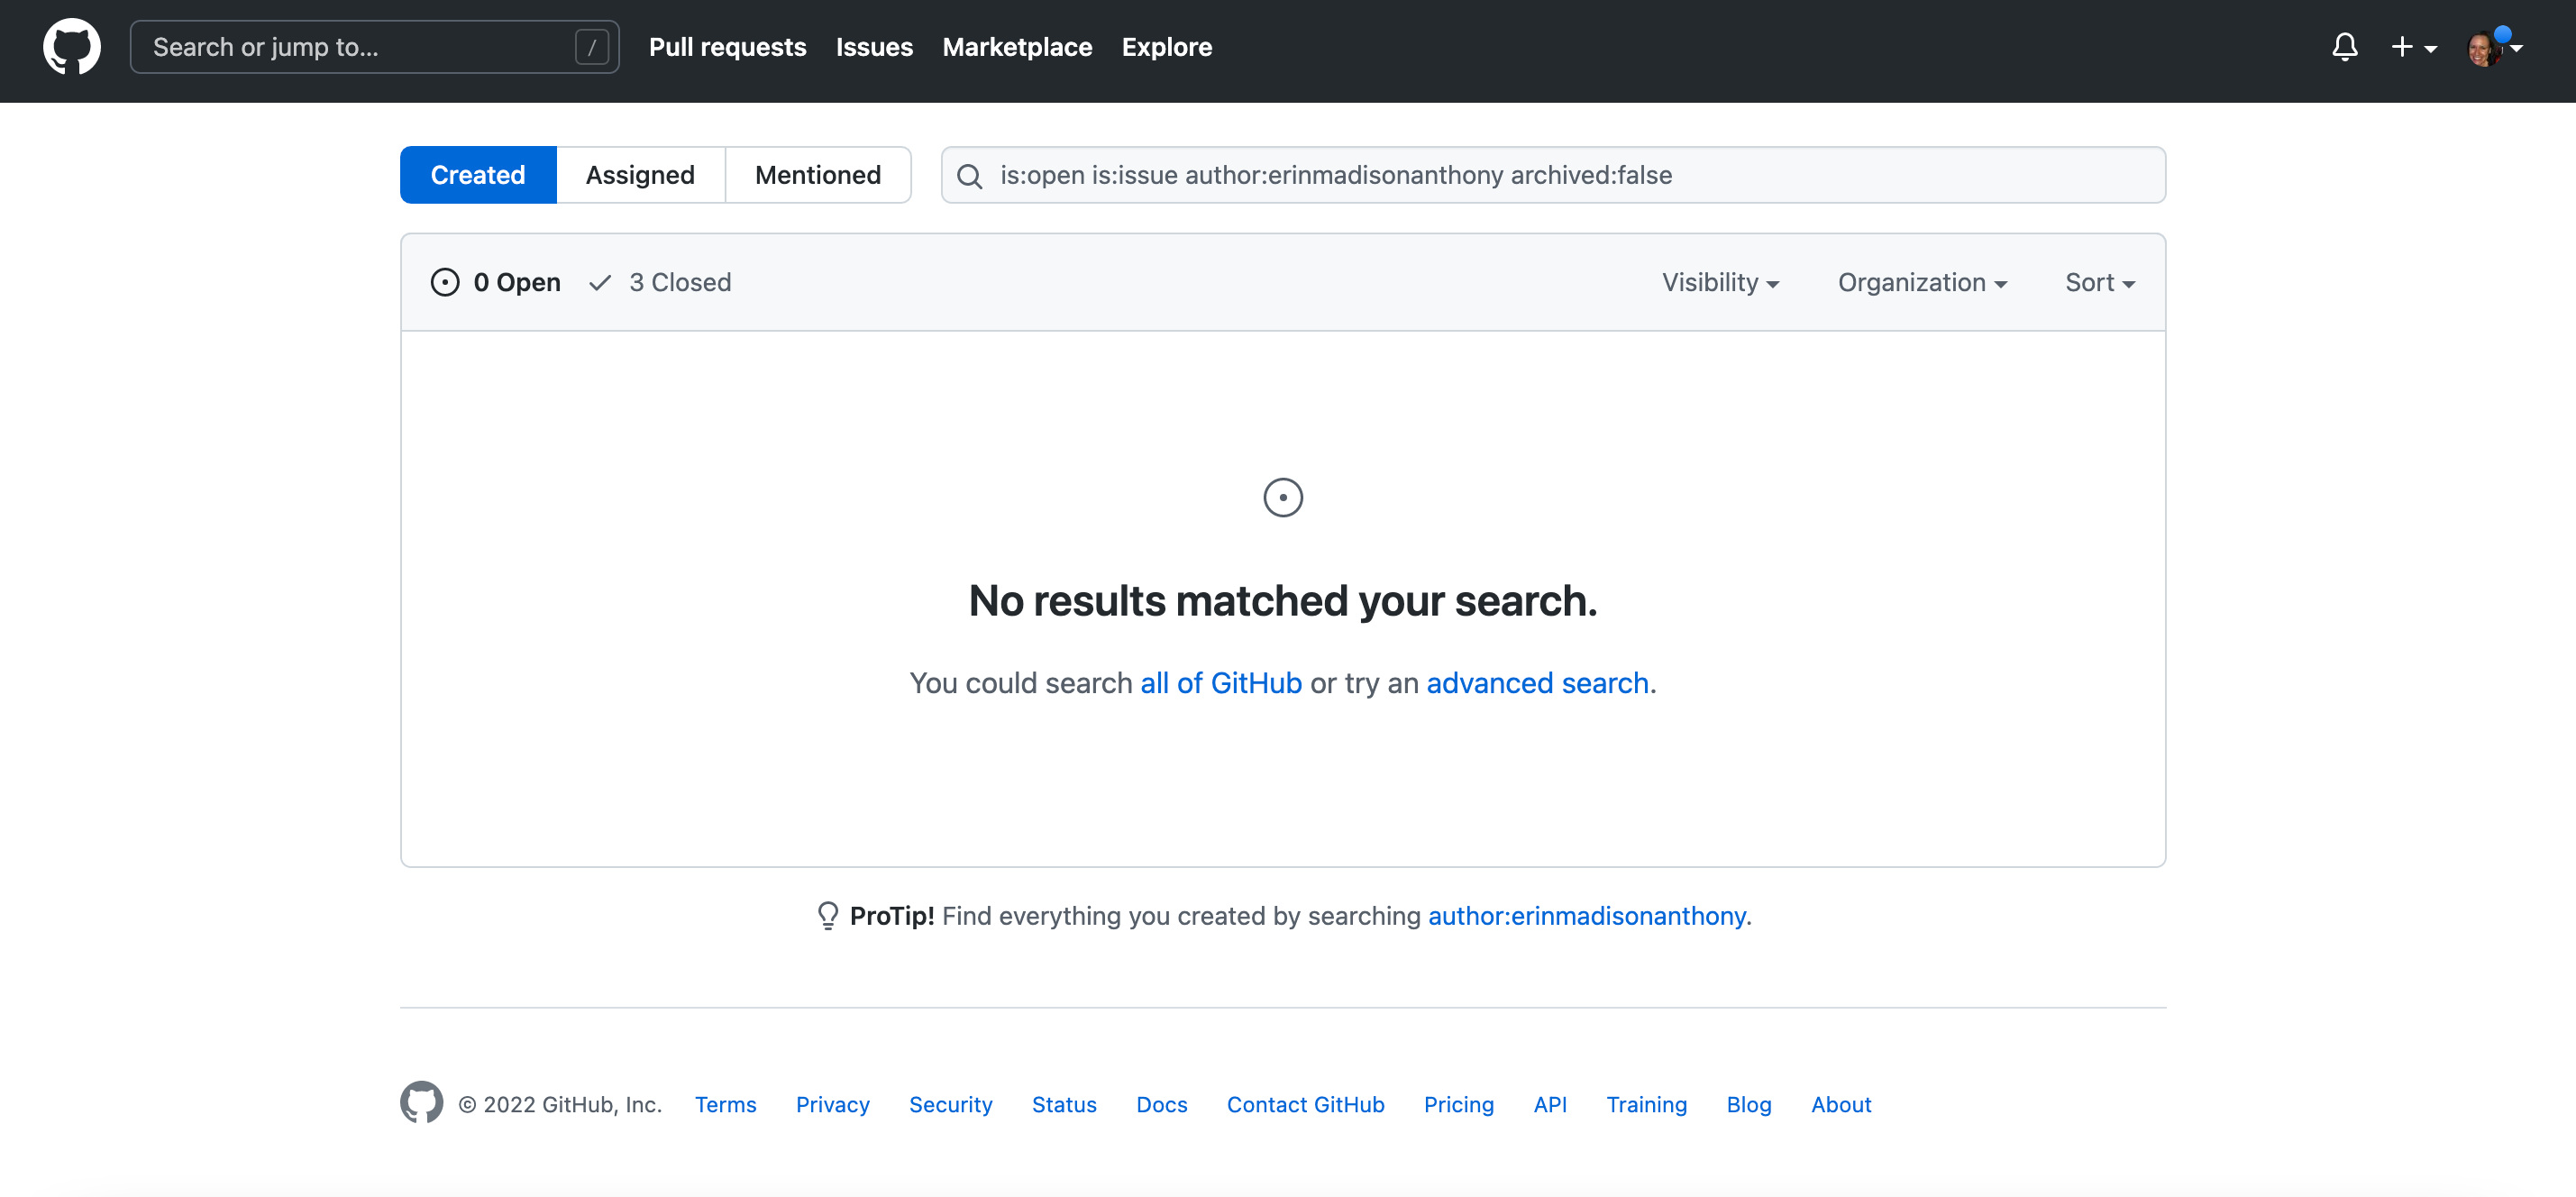 Search or jump to... / Pull requests Issues Marketplace Explore
Created Assigned Mentioned is:open is:issue author:erinmadisonanthony archived:false
0 Open 3 Closed Visibility Organization Sort
No results matched your search.
You could search all of GitHub or try an advanced search.
ProTip! Find everything you created by searching author:erinmadisonanthony.
© 2022 GitHub, Inc. Terms Privacy Security Status Docs Contact GitHub Pricing API Training Blog About